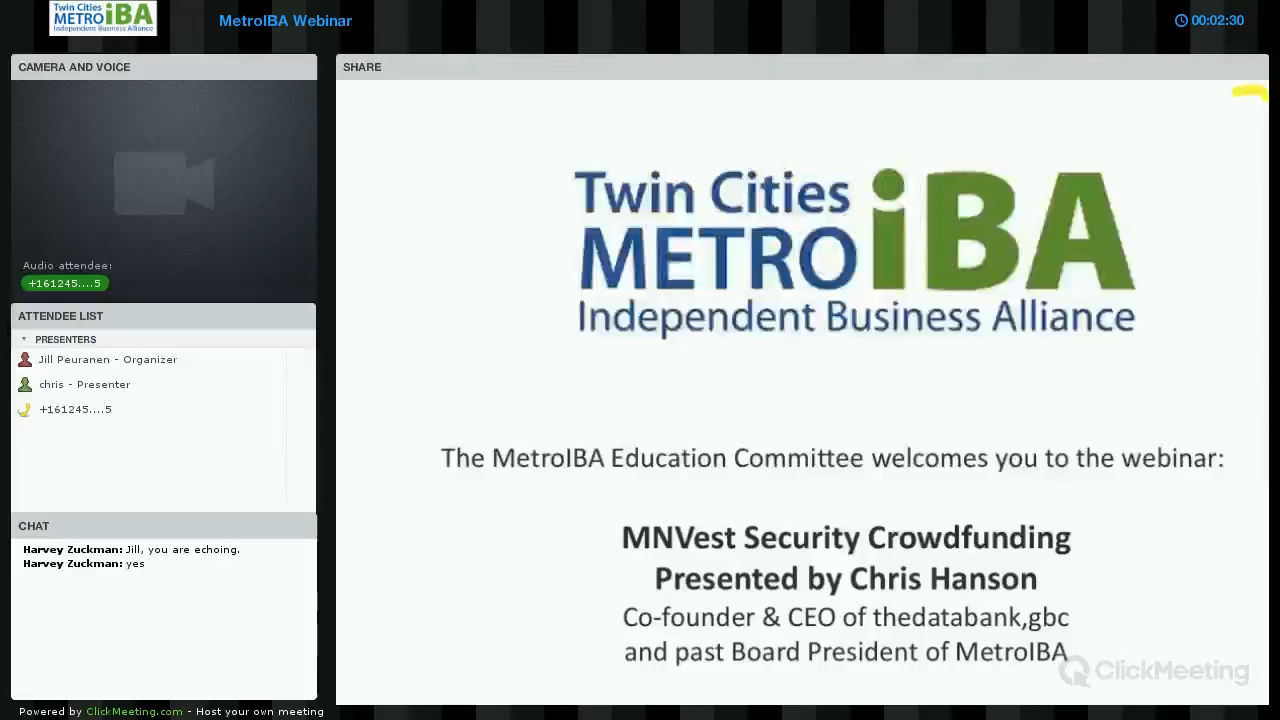 Twin Cities
METRO iBA
Independent Business Alliance
MetroIBA Webinar
00:02:30
CAMERA AND VOICE
Audio attendee:
+161245....5
ATTENDEE LIST
PRESENTERS
Jill Peuranen - Organizer
chris - Presenter
+161245....5
CHAT
Harvey Zuckman: Jill, you are echoing.
Harvey Zuckman: yes
Powered by ClickMeeting.com - Host your own meeting
SHARE
Twin Cities
METRO iBA
Independent Business Alliance
The MetroIBA Education Committee welcomes you to the webinar:
MNVest Security Crowdfunding
Presented by Chris Hanson
Co-founder & CEO of thedatabank,gbc
and past Board President of MetroIBA
ClickMeeting